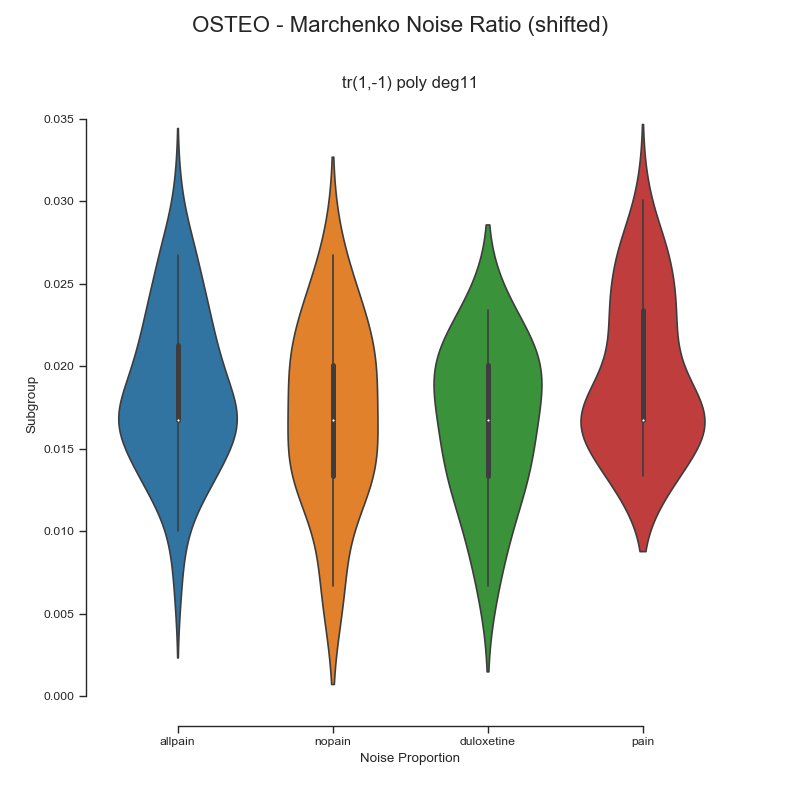 OSTEO - Marchenko Noise Ratio (shifted)
tr(1,-1) poly deg11
0.035
0.030
0.025
0.020
0.015
0.010
0.005
0.000
Subgroup
allpain
nopain
duloxetine
pain
Noise Proportion